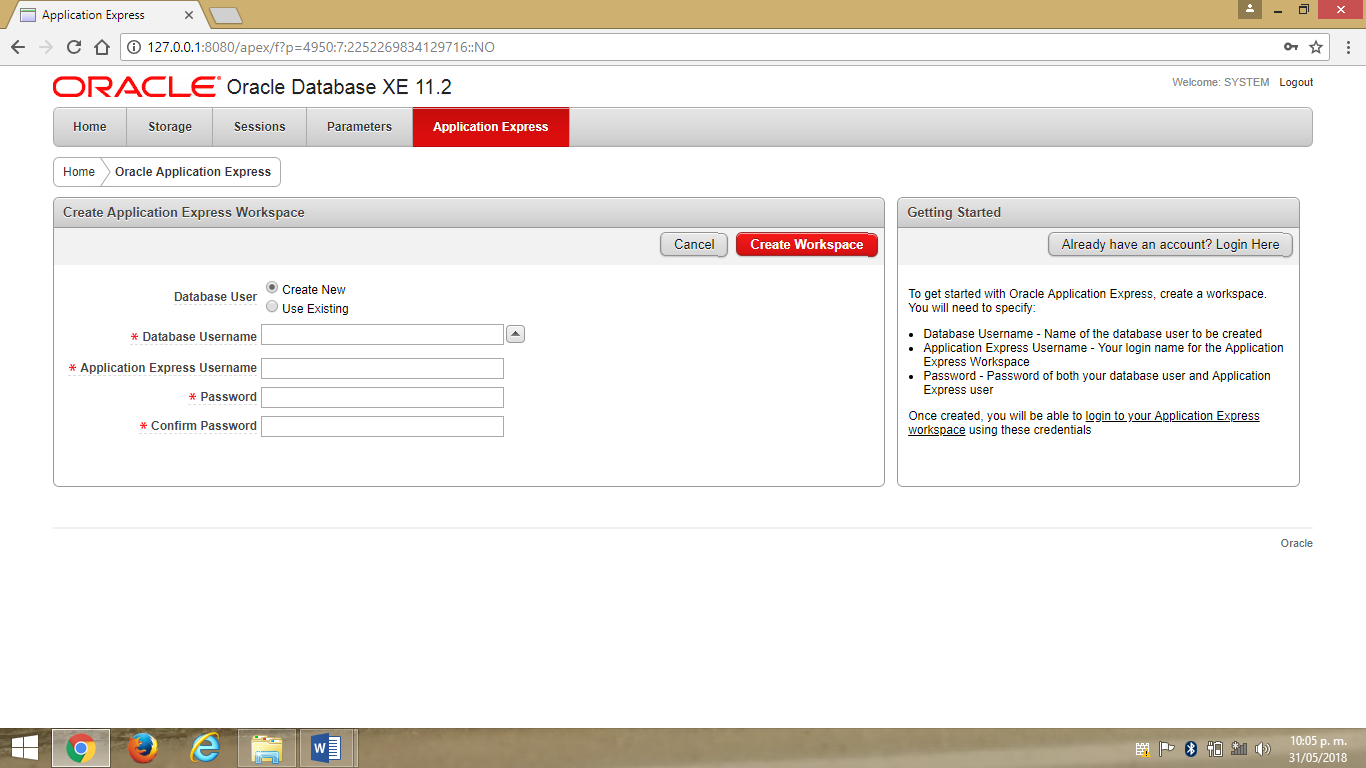 Application Express
127.0.0.1:8080/apex/f?p=4950:7:2252269834129716::NO
ORACLE Oracle Database XE 11.2
Welcome: SYSTEM Logout
Home Storage Sessions Parameters Application Express
Home Oracle Application Express
Create Application Express Workspace
Cancel Create Workspace
Database User
Create New
Use Existing
* Database Username
* Application Express Username
* Password
* Confirm Password
Getting Started
Already have an account? Login Here
To get started with Oracle Application Express, create a workspace.
You will need to specify:
• Database Username - Name of the database user to be created
• Application Express Username - Your login name for the Application
Express Workspace
• Password - Password of both your database user and Application
Express user
Once created, you will be able to login to your Application Express
workspace using these credentials
Oracle
10:05 p. m.
31/05/2018